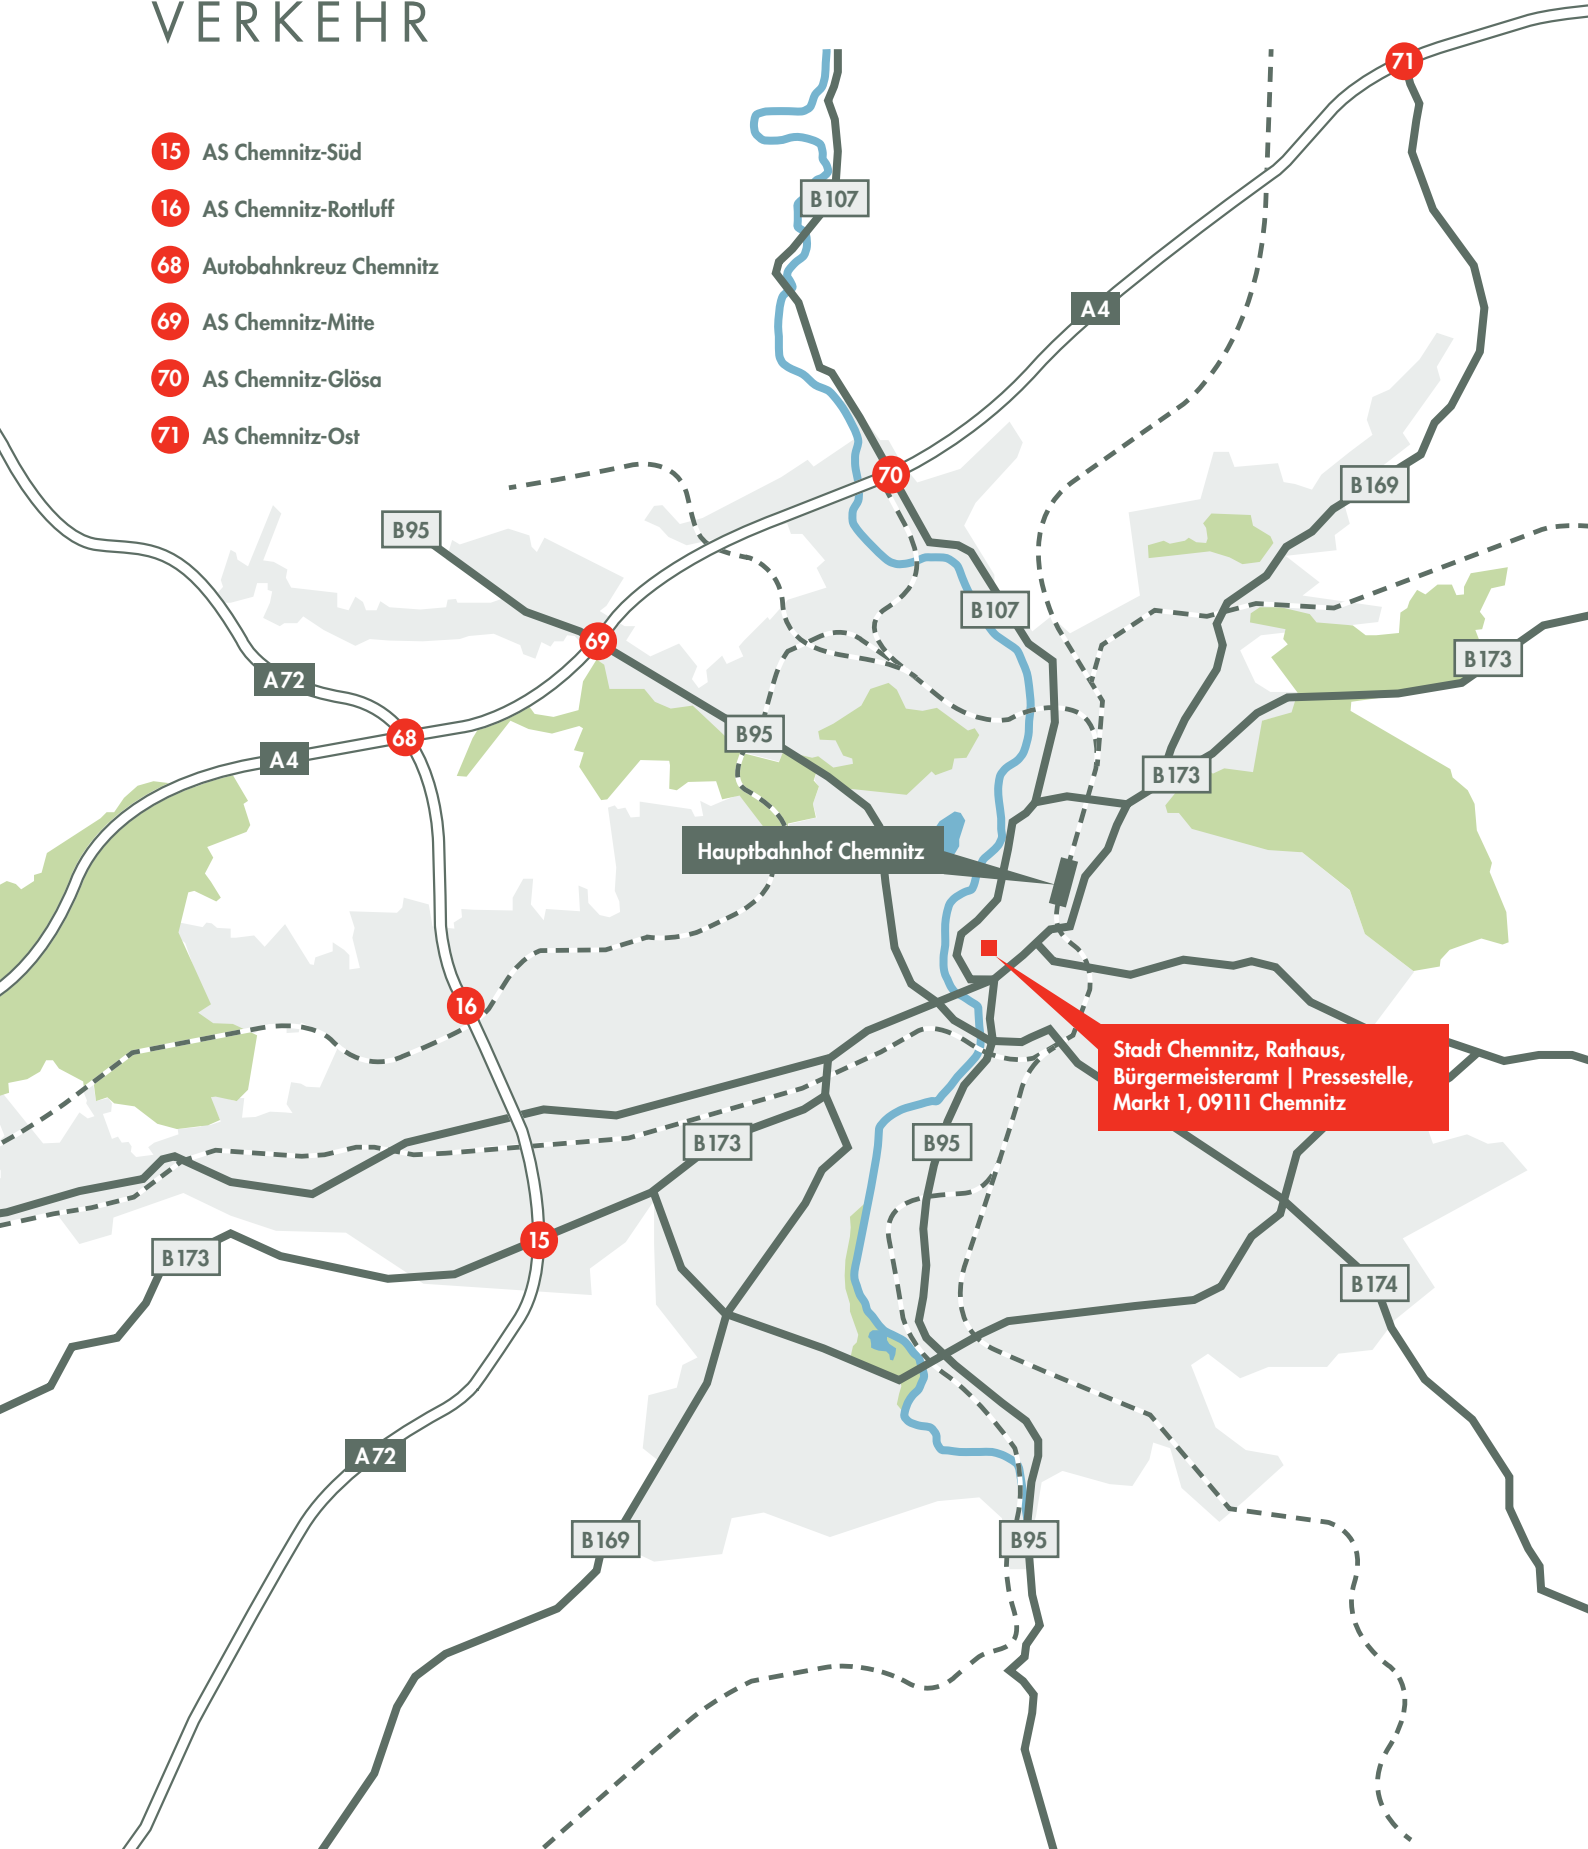 VERKEHR
15 AS Chemnitz-Süd
16 AS Chemnitz-Rottluff
68 Autobahnkreuz Chemnitz
69 AS Chemnitz-Mitte
70 AS Chemnitz-Glösa
71 AS Chemnitz-Ost
71
B107
A4
70
B169
B95
B107
69
B173
A72
B95
68
A4
B173
Hauptbahnhof Chemnitz
16
Stadt Chemnitz, Rathaus,
Bürgermeisteramt | Pressestelle,
Markt 1, 09111 Chemnitz
B173
B95
15
B173
B174
A72
B169
B95